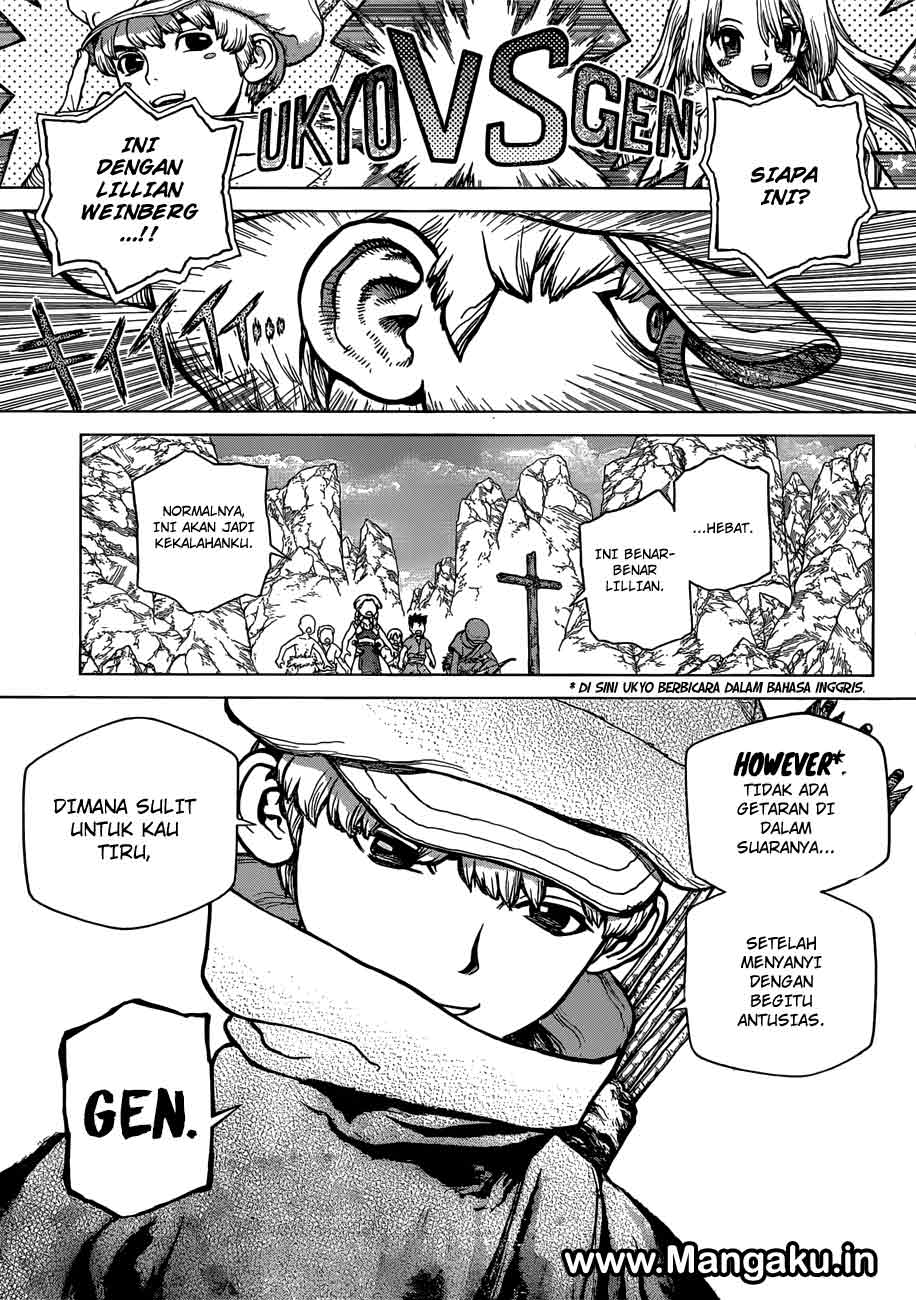 UKYO VS GEN
SIAPA
INI?
INI
DENGAN
LILLIAN
WEINBERG
...!!
...HEBAT.
INI BENAR-
BENAR
LILLIAN.
NORMALNYA,
INI AKAN JADI
KEKALAHANKU.
* DI SINI UKYO BERBICARA DALAM BAHASA INGGRIS.
HOWEVER*.
TIDAK ADA
GETARAN DI
DALAM
SUARANYA...
SETELAH
MENYANYI
DENGAN
BEGITU
ANTUSIAS.
DIMANA SULIT
UNTUK KAU
TIRU,
GEN.
www.Mangaku.in